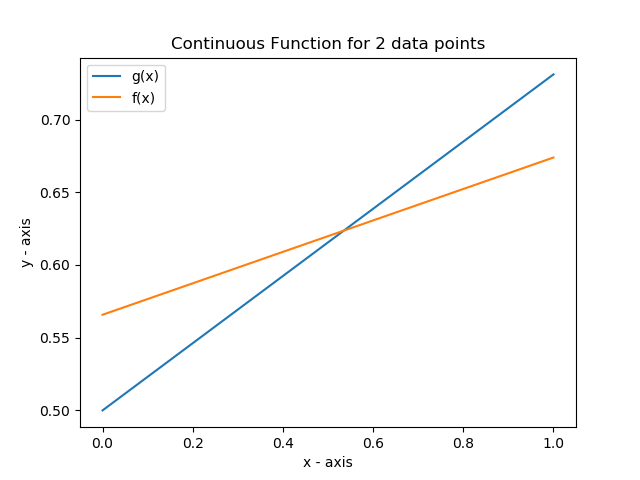 Continuous Function for 2 data points
g(x)
f(x)
y - axis
0.70
0.65
0.60
0.55
0.50
0.0 0.2 0.4 0.6 0.8 1.0
x - axis